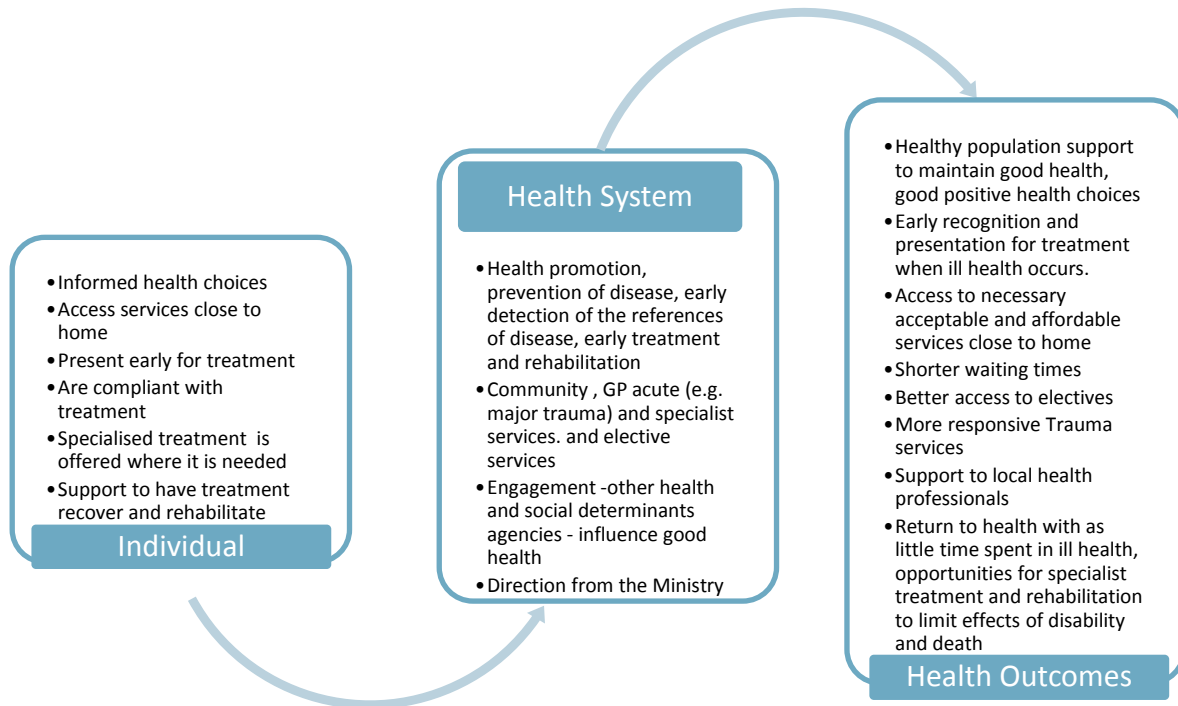 •Informed health choices
•Access services close to
home
•Present early for treatment
•Are compliant with
treatment
•Specialised treatment  is
offered where it is needed
•Support to have treatment
recover and rehabilitate
Individual
Health System
•Health promotion,
prevention of disease, early
detection of the references
of disease, early treatment
and rehabilitation
•Community , GP acute (e.g.
major trauma) and specialist
services. and elective
services
•Engagement -other health
and social determinants
agencies - influence good
health
•Direction from the Ministry
•Healthy population support
to maintain good health,
good positive health choices
•Early recognition and
presentation for treatment
when ill health occurs.
•Access to necessary
acceptable and affordable
services close to home
•Shorter waiting times
•Better access to electives
•More responsive Trauma
services
•Support to local health
professionals
•Return to health with as
little time spent in ill health,
opportunities for specialist
treatment and rehabilitation
to limit effects of disability
and death
Health Outcomes